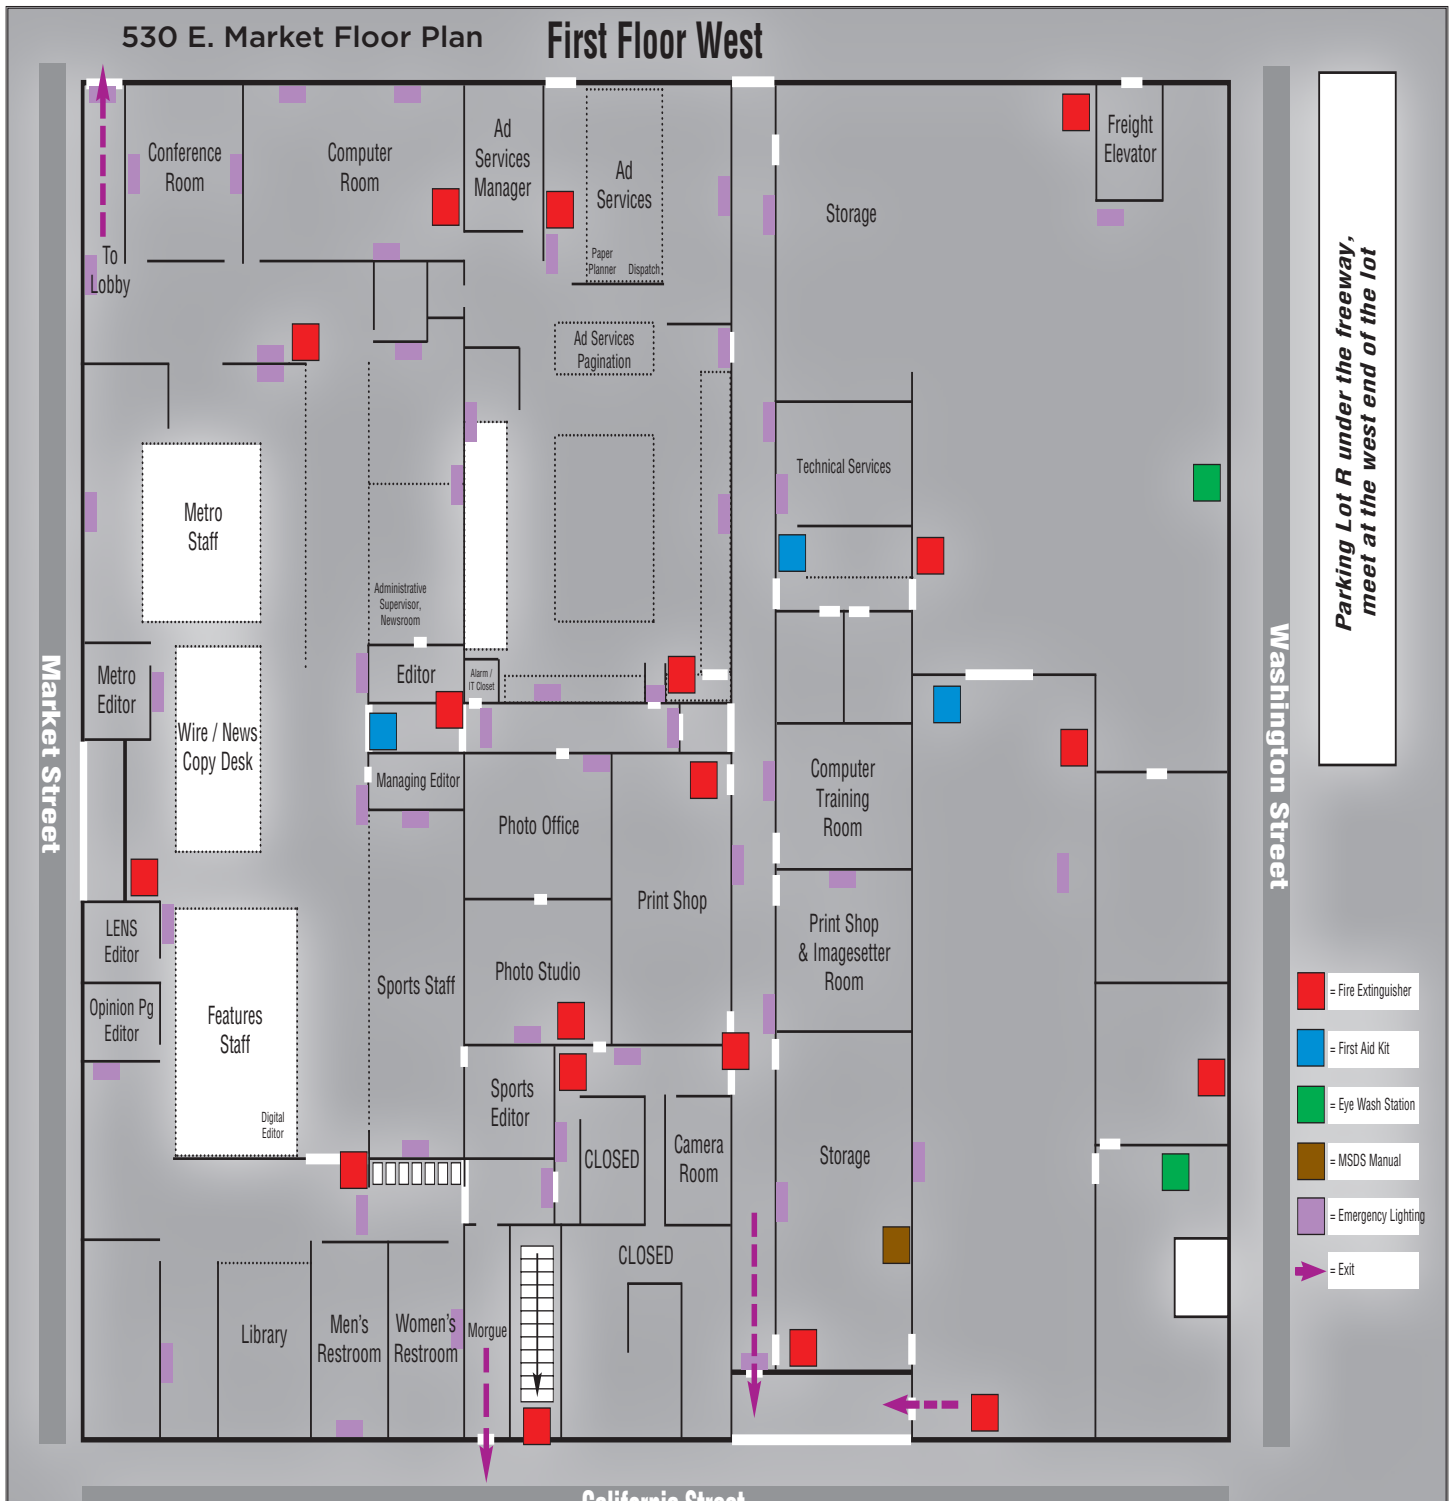 530 E. Market Floor Plan
First Floor West
Conference
Room
Computer
Room
Ad
Services
Manager
Ad
Services
Paper
Planner
Dispatch
Storage
Freight
Elevator
To
Lobby
Ad Services
Pagination
Technical Services
Metro
Staff
Administrative
Supervisor,
Newsroom
Metro
Editor
Editor
Alarm /
IT Closet
Wire / News
Copy Desk
Managing Editor
Photo Office
Computer
Training
Room
Print Shop
LENS
Editor
Print Shop
& Imagesetter
Room
Photo Studio
Sports Staff
Opinion Pg
Editor
Features
Staff
Digital
Editor
Sports
Editor
CLOSED
Camera
Room
Storage
CLOSED
Library
Men's
Restroom
Women's
Restroom
Morgue
Market Street
Washington Street
California Street
Parking Lot R under the freeway,
meet at the west end of the lot
= Fire Extinguisher
= First Aid Kit
= Eye Wash Station
= MSDS Manual
= Emergency Lighting
= Exit